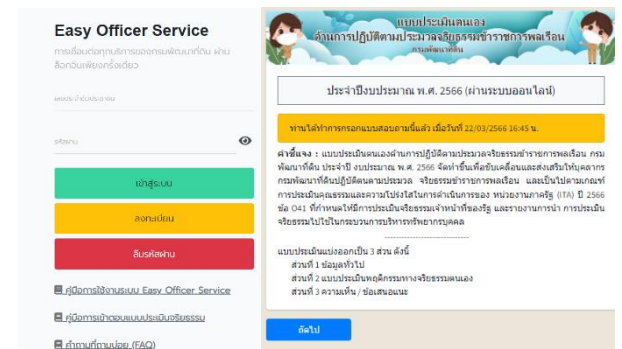 Easy Officer Service
การเชื่อมต่อทุกบริการของกรมพัฒนาที่ดิน ผ่าน
ล็อกอินเพียงครั้งเดียว
เลขประจำตัวประชาชน
รหัสผ่าน
เข้าสู่ระบบ
ลงทะเบียน
ลืมรหัสผ่าน
คู่มือการใช้งานระบบ Easy Officer Service
คู่มือการเข้าตอบแบบประเมินจริยธรรม
คำถามที่ถามบ่อย (FAQ)
แบบประเมินตนเอง
ด้านการปฏิบัติตามประมวลจริยธรรมข้าราชการพลเรือน
กรมพัฒนาที่ดิน
ประจำปีงบประมาณ พ.ศ. 2566 (ผ่านระบบออนไลน์)
ท่านได้ทำการกรอกแบบสอบถามนี้แล้ว เมื่อวันที่ 22/03/2566 16:45 น.
คำชี้แจง : แบบประเมินตนเองด้านการปฏิบัติตามประมวลจริยธรรมข้าราชการพลเรือน กรม
พัฒนาที่ดิน ประจำปี งบประมาณ พ.ศ. 2566 จัดทำขึ้นเพื่อขับเคลื่อนและส่งเสริมให้บุคลากร
กรมพัฒนาที่ดินปฏิบัติตนตามประมวล จริยธรรมข้าราชการพลเรือน และเป็นไปตามเกณฑ์
การประเมินคุณธรรมและความโปร่งใสในการดำเนินการของ หน่วยงานภาครัฐ (ITA) ปี 2566
ข้อ O41 ที่กำหนดให้มีการประเมินจริยธรรมเจ้าหน้าที่ของรัฐ และรายงานการนำ การประเมิน
จริยธรรมไปใช้ในกระบวนการบริหารทรัพยากรบุคคล
แบบประเมินแบ่งออกเป็น 3 ส่วน ดังนี้
ส่วนที่ 1 ข้อมูลทั่วไป
ส่วนที่ 2 แบบประเมินพฤติกรรมทางจริยธรรมตนเอง
ส่วนที่ 3 ความเห็น / ข้อเสนอแนะ
ถัดไป